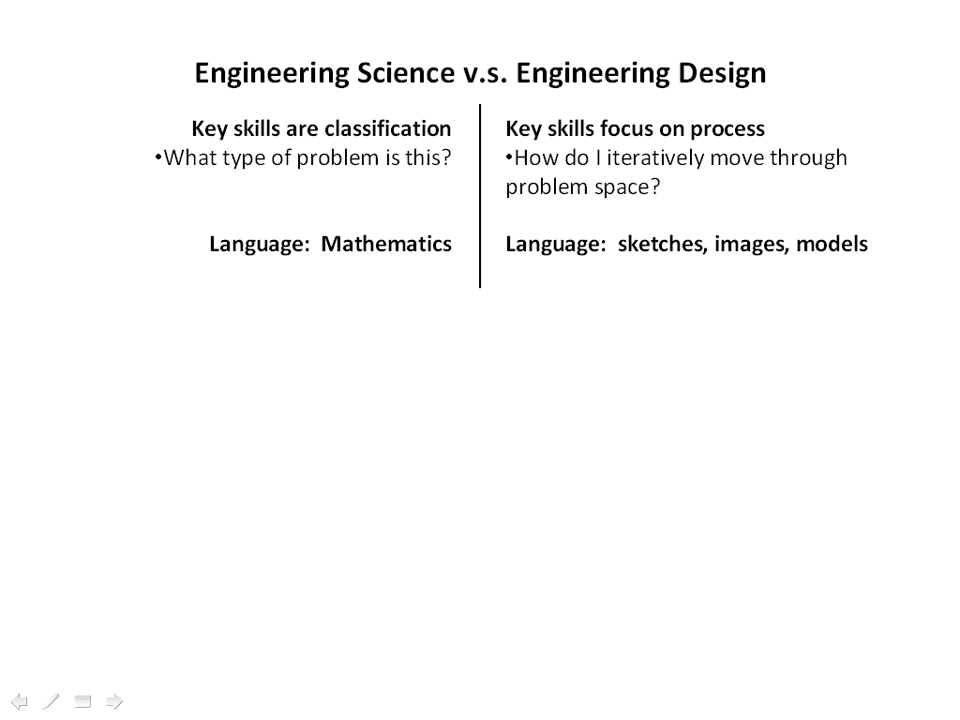 Engineering Science v.s. Engineering Design
Key skills are classification
•What type of problem is this?
Language:  Mathematics
Key skills focus on process
•How do I iteratively move through
problem space?
Language:  sketches, images, models